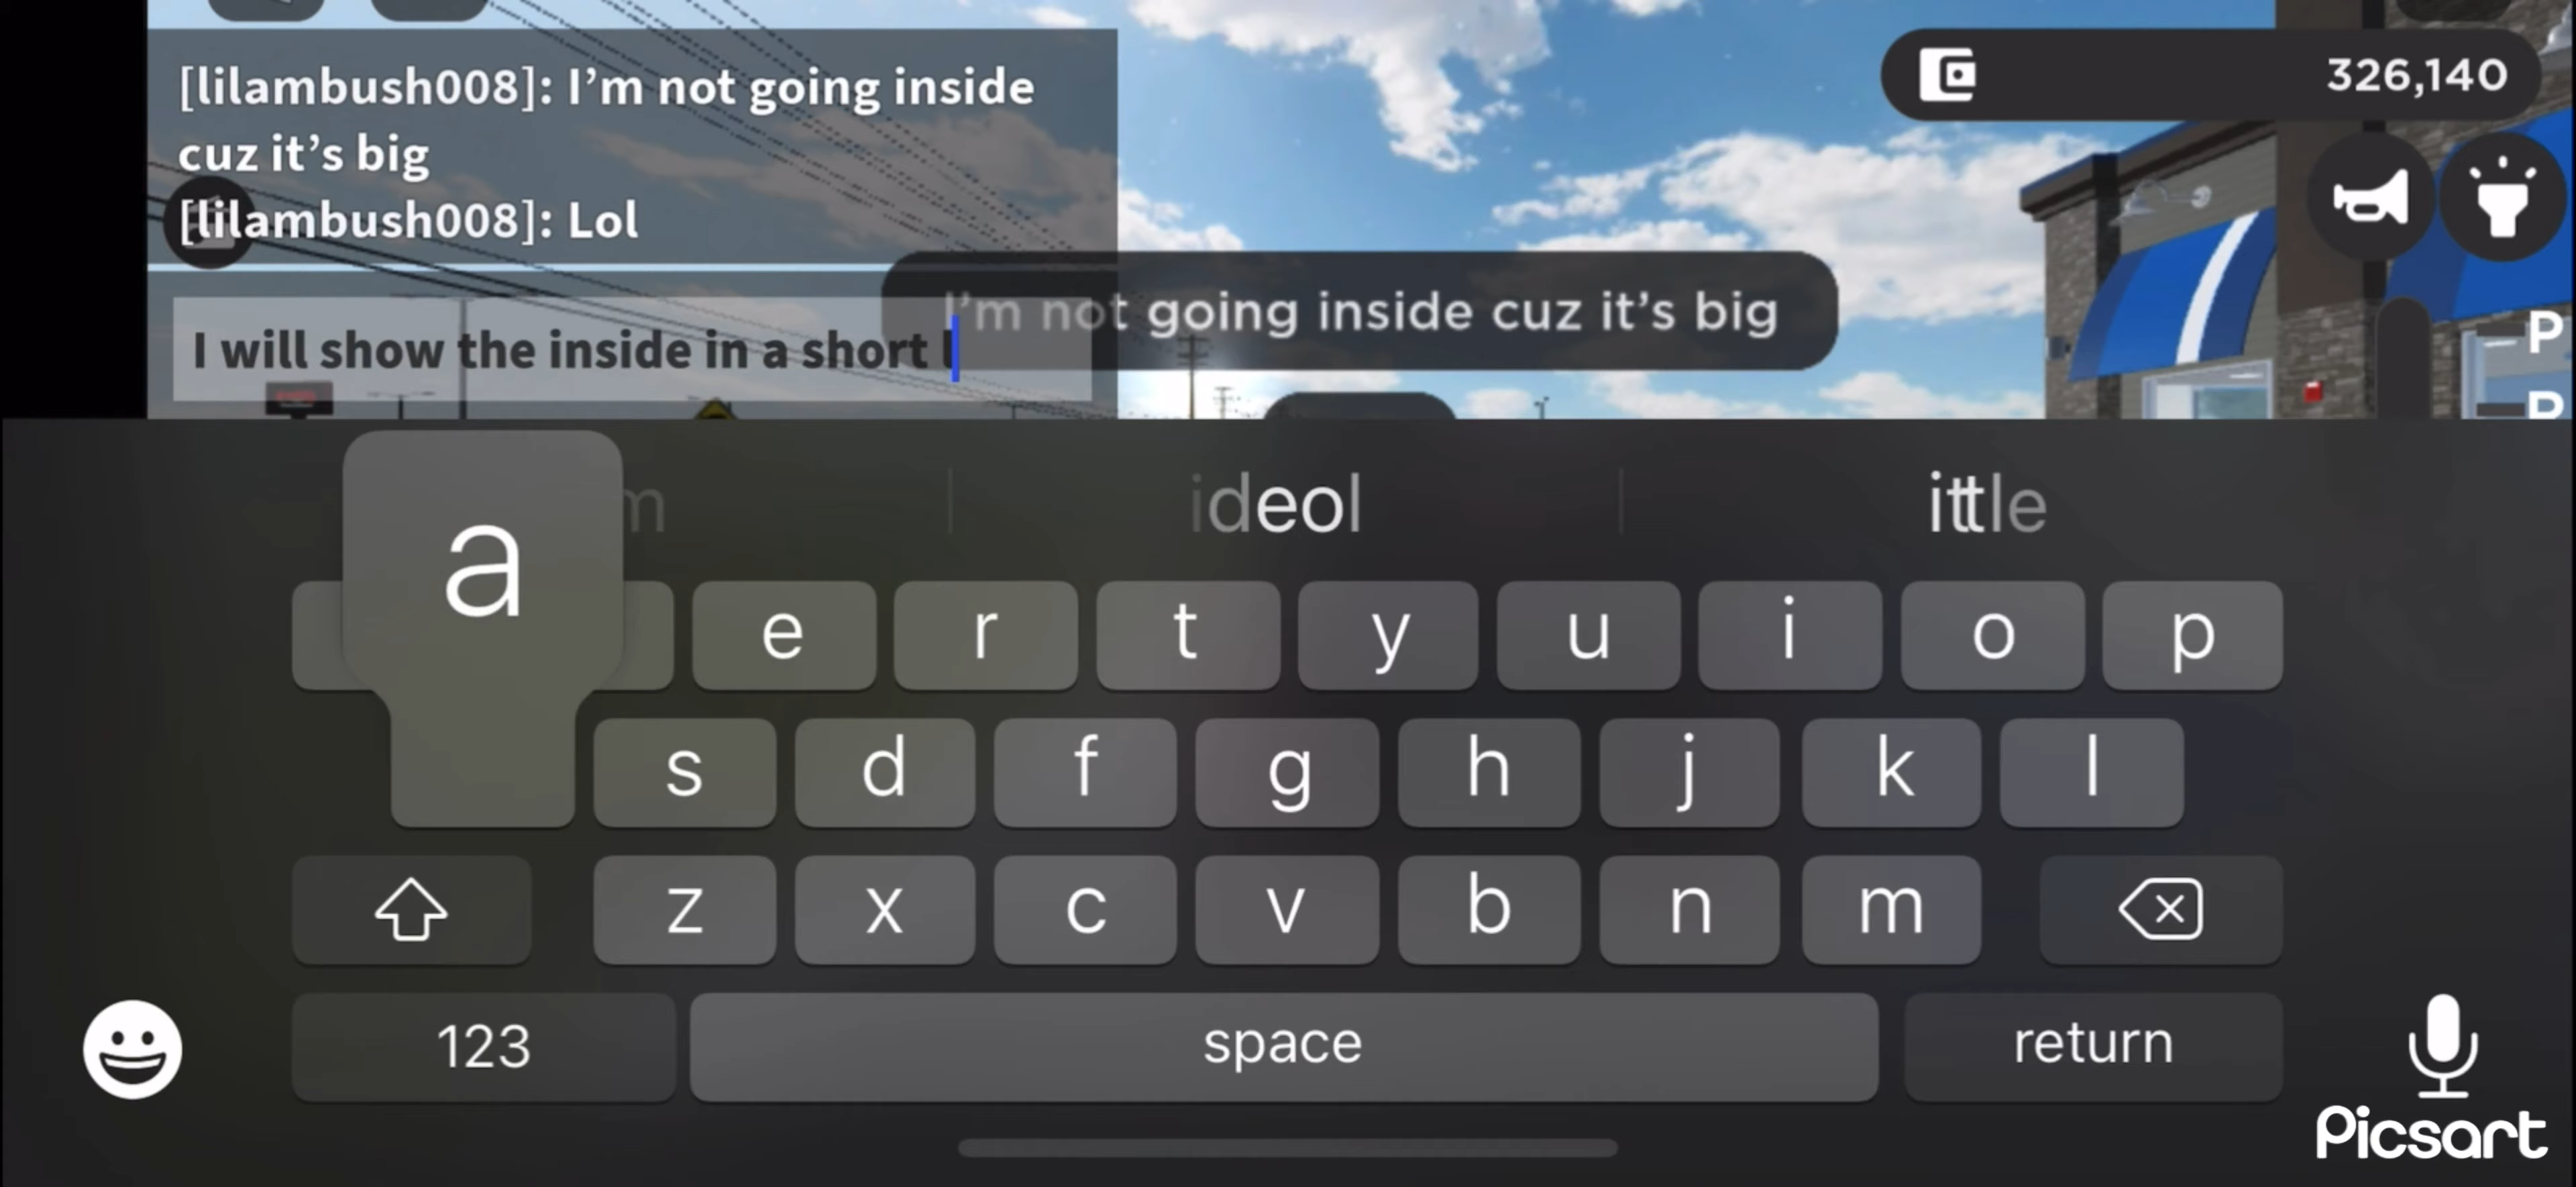 [lilambush008]: I’m not going inside
cuz it’s big
[lilambush008]: Lol
326,140
I’m not going inside cuz it’s big
I will show the inside in a short l
P
P
m
ideol
ittle
a
e r t y u i o p
s d f g h j k l
z x c v b n m
123 space return
Picsart